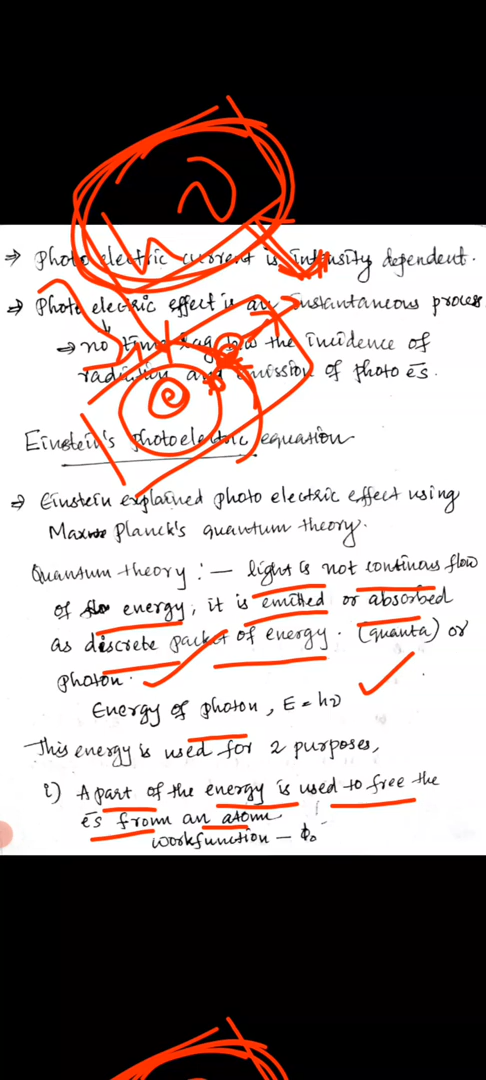 ⇒ Photo electric current is intensity dependent.
⇒ Photo electric effect is an instantaneous process
⇒ no time lag b/w the incidence of
radiation and emission of photo ēs.
Einstein's photoelectric equation
⇒ Einstein explained photo electric effect using
Max Planck's quantum theory.
Quantum theory :— light is not continous flow
of energy, it is emitted or absorbed
as discrete packet of energy. (quanta) or
photon.
Energy of photon, E = hν
This energy is used for 2 purposes,
i) A part of the energy is used to free the
ēs from an atom
workfunction — ϕ₀